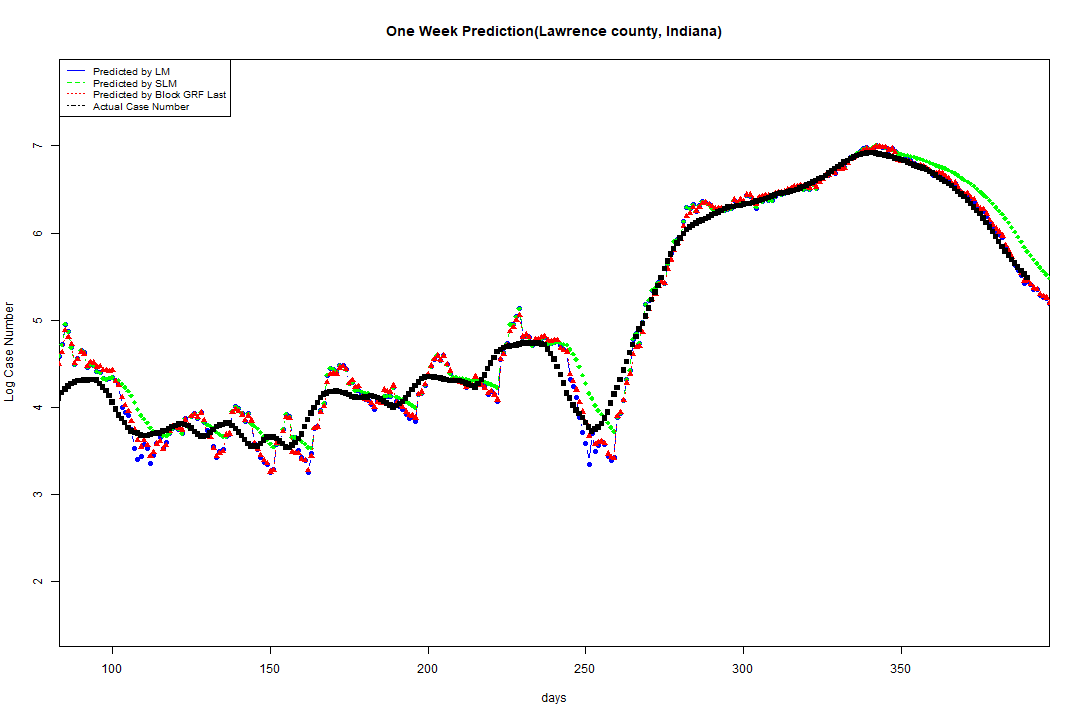 One Week Prediction(Lawrence county, Indiana)
Predicted by LM
Predicted by SLM
Predicted by Block GRF Last
Actual Case Number
7
6
5
4
3
2
Log Case Number
100 150 200 250 300 350
days